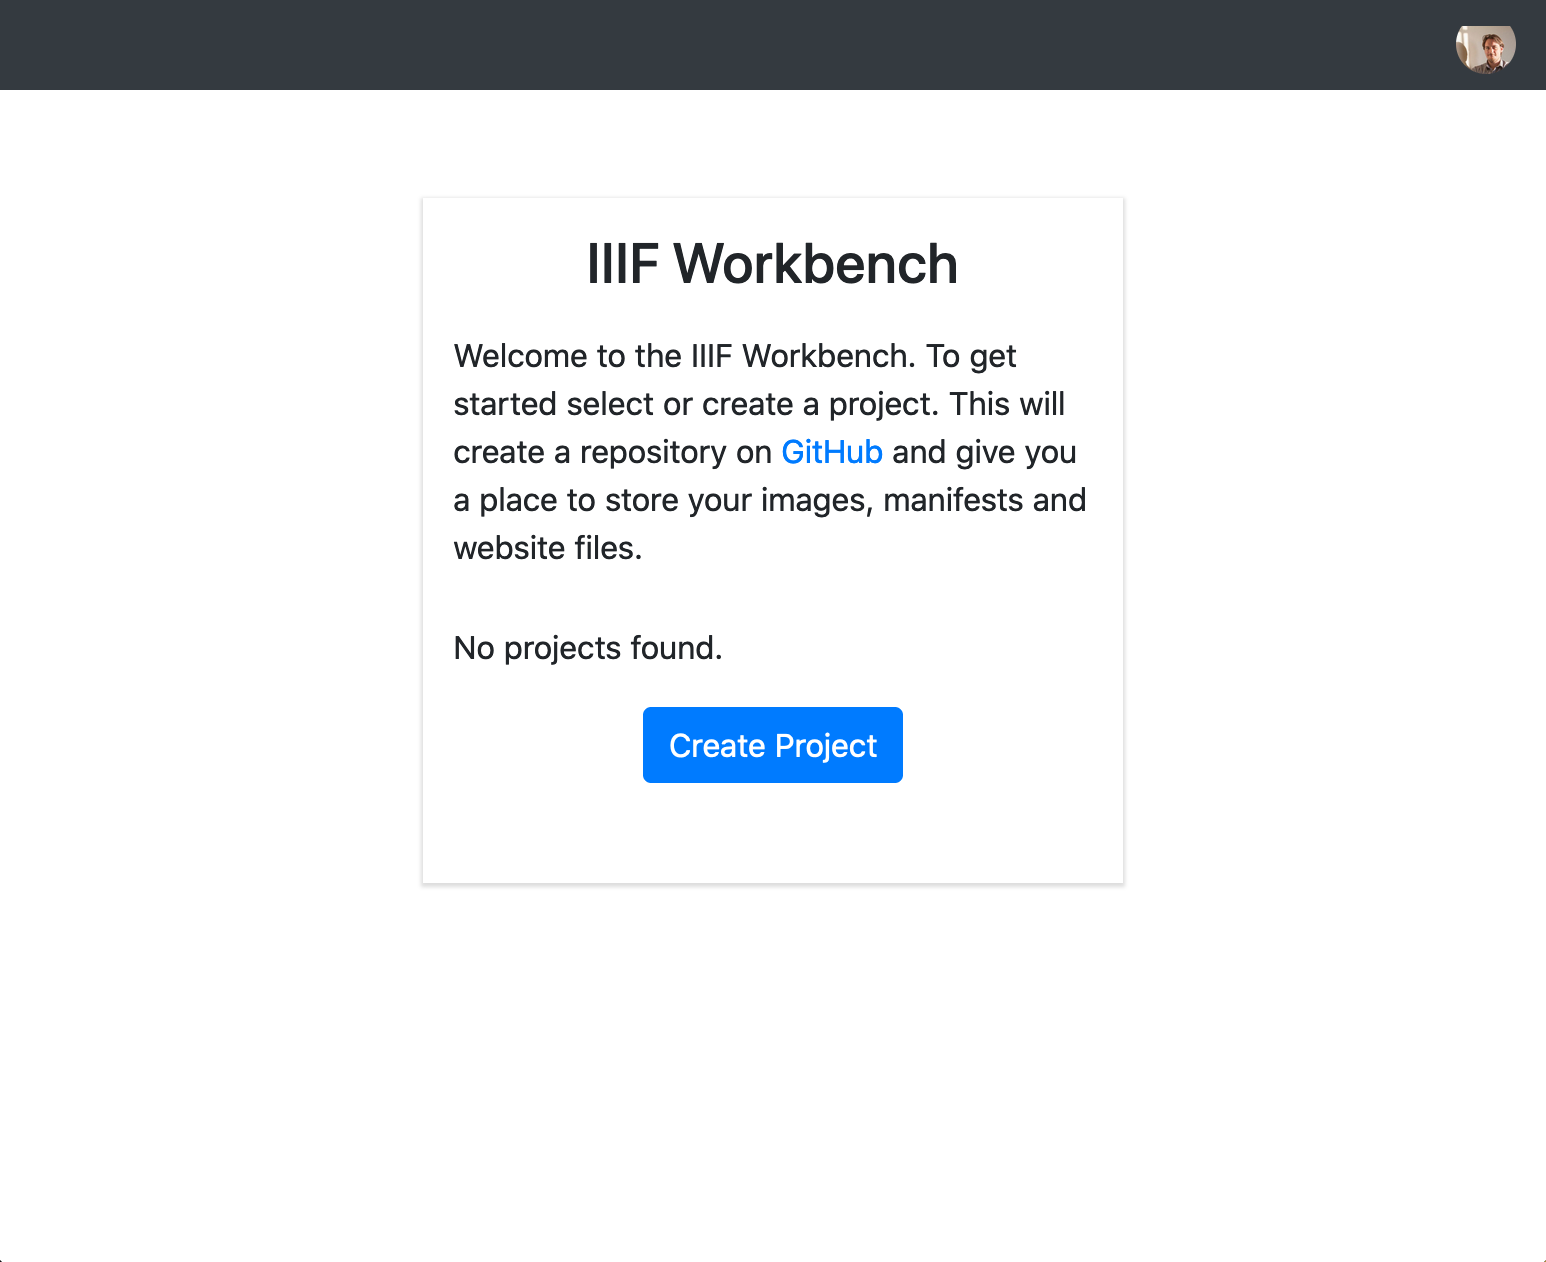 IIIF Workbench
Welcome to the IIIF Workbench. To get
started select or create a project. This will
create a repository on GitHub and give you
a place to store your images, manifests and
website files.
No projects found.
Create Project